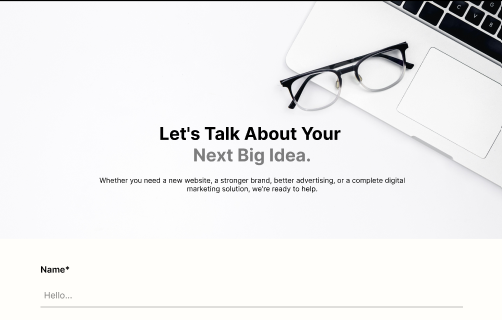 Let's Talk About Your
Next Big Idea.
Whether you need a new website, a stronger brand, better advertising, or a complete digital
marketing solution, we're ready to help.
Name*
Hello...